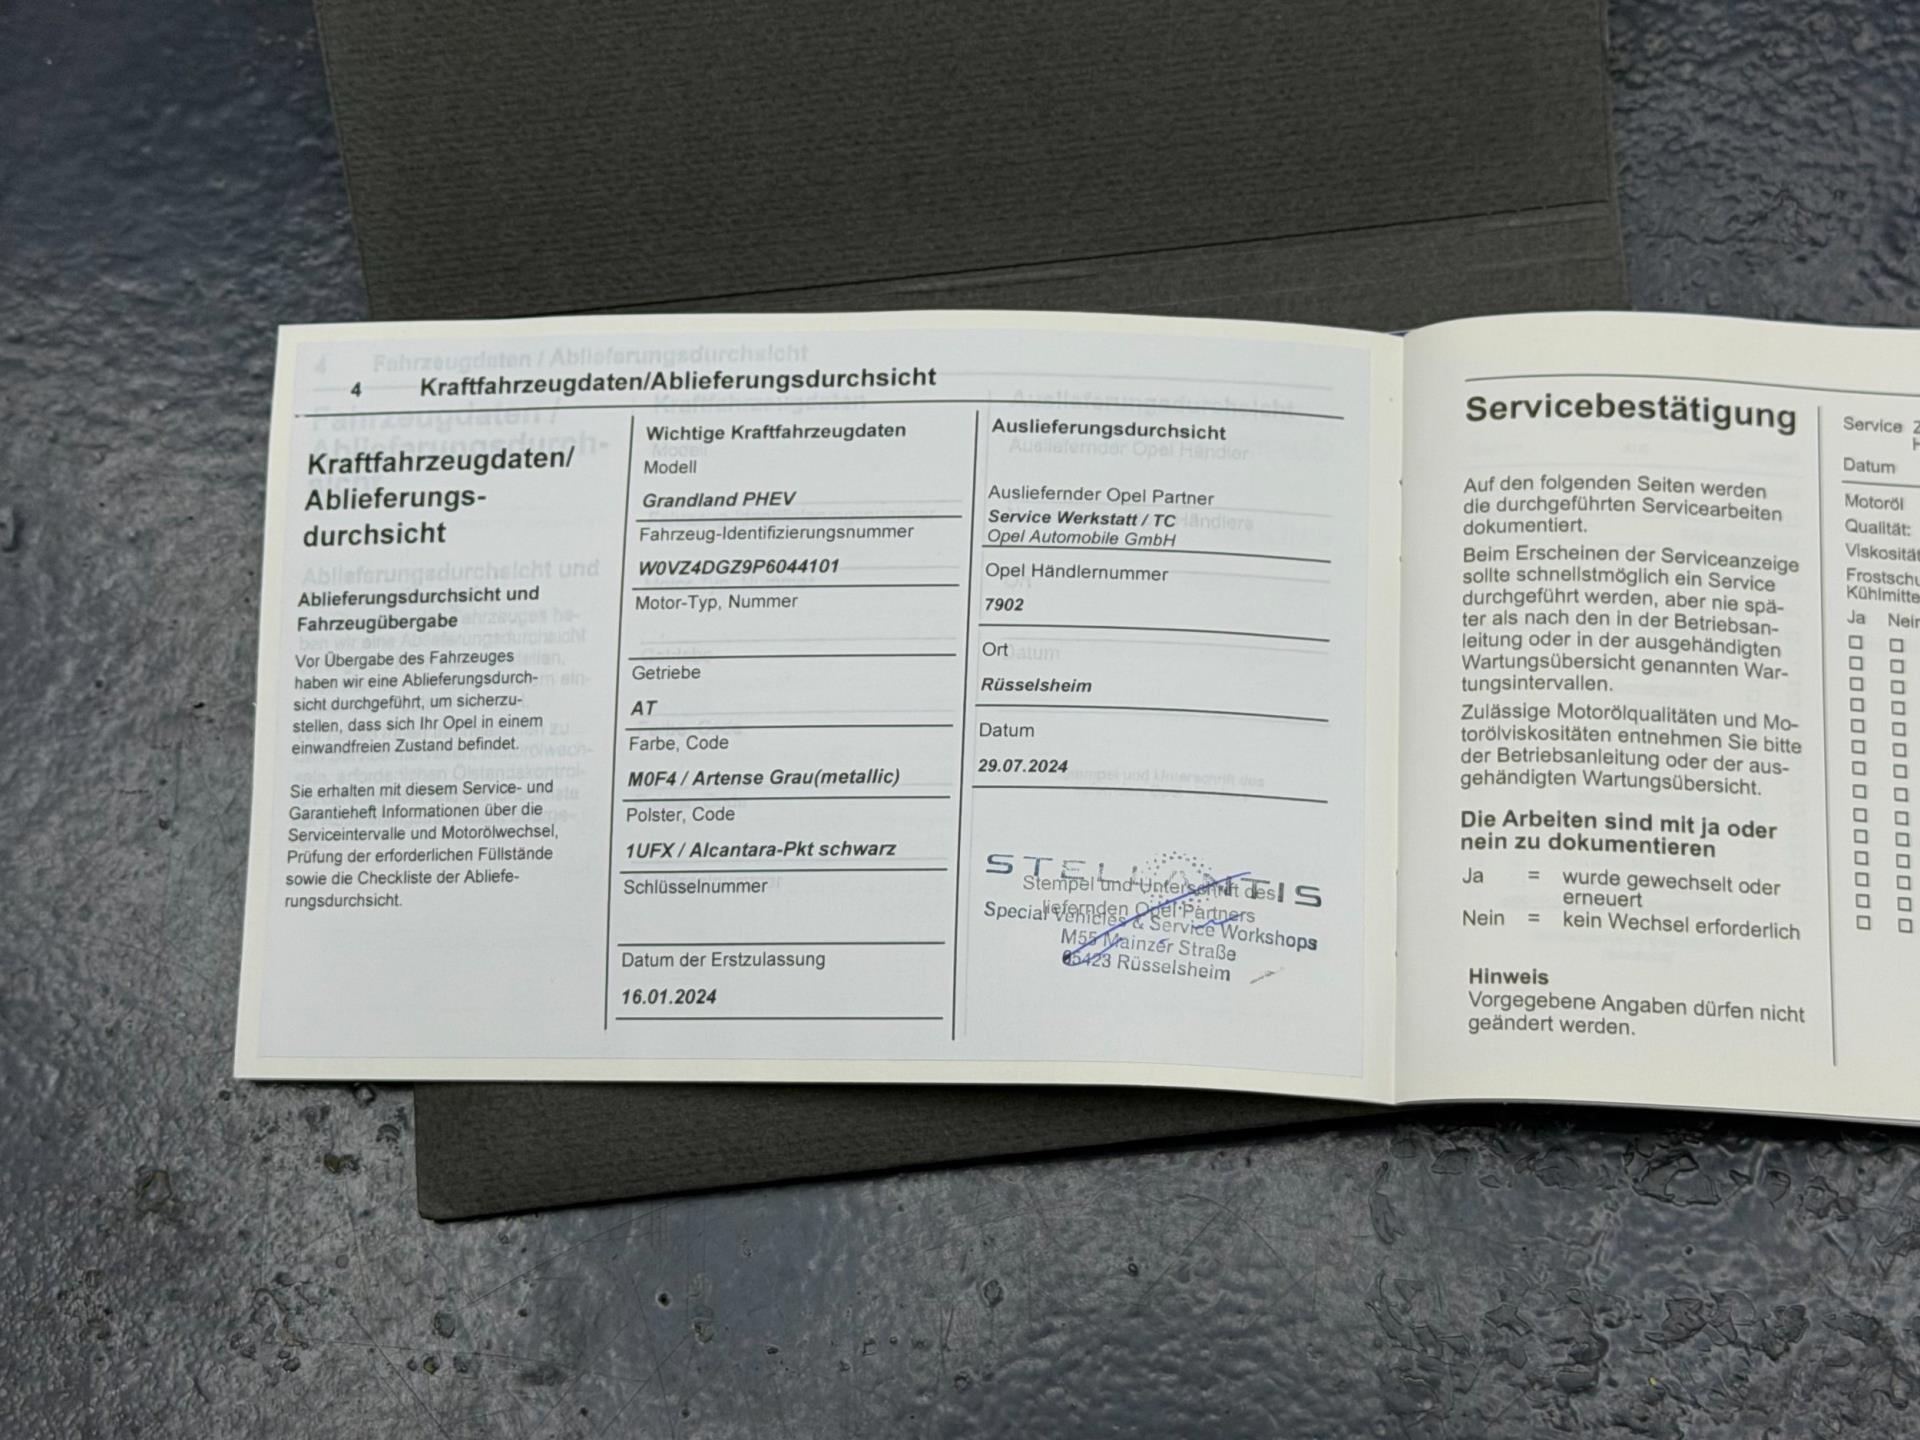 4 Kraftfahrzeugdaten/Ablieferungsdurchsicht
Kraftfahrzeugdaten/
Ablieferungs-
durchsicht
Ablieferungsdurchsicht und
Fahrzeugübergabe
Vor Übergabe des Fahrzeuges
haben wir eine Ablieferungsdurch-
sicht durchgeführt, um sicherzu-
stellen, dass sich Ihr Opel in einem
einwandfreien Zustand befindet.
Sie erhalten mit diesem Service- und
Garantieheft Informationen über die
Serviceintervalle und Motorölwechsel,
Prüfung der erforderlichen Füllstände
sowie die Checkliste der Abliefe-
rungsdurchsicht.
Wichtige Kraftfahrzeugdaten
Modell
Grandland PHEV
Fahrzeug-Identifizierungsnummer
W0VZ4DGZ9P6044101
Motor-Typ, Nummer
Getriebe
AT
Farbe, Code
M0F4 / Artense Grau(metallic)
Polster, Code
1UFX / Alcantara-Pkt schwarz
Schlüsselnummer
Datum der Erstzulassung
16.01.2024
Auslieferungsdurchsicht
Ausliefernder Opel Partner
Service Werkstatt / TC
Opel Automobile GmbH
Opel Händlernummer
7902
Ort
Rüsselsheim
Datum
29.07.2024
STELLANTIS
Stempel und Unterschrift des
liefernden Opel Partners
Special Vehicles & Service Workshops
M55 Mainzer Straße
65423 Rüsselsheim
Servicebestätigung
Auf den folgenden Seiten werden
die durchgeführten Servicearbeiten
dokumentiert.
Beim Erscheinen der Serviceanzeige
sollte schnellstmöglich ein Service
durchgeführt werden, aber nie spä-
ter als nach den in der Betriebsan-
leitung oder in der ausgehändigten
Wartungsübersicht genannten War-
tungsintervallen.
Zulässige Motorölqualitäten und Mo-
torölviskositäten entnehmen Sie bitte
der Betriebsanleitung oder der aus-
gehändigten Wartungsübersicht.
Die Arbeiten sind mit ja oder
nein zu dokumentieren
Ja = wurde gewechselt oder
erneuert
Nein = kein Wechsel erforderlich
Hinweis
Vorgegebene Angaben dürfen nicht
geändert werden.
Service
Datum
Motoröl
Qualität:
Viskosität
Frostschu
Kühlmitte
Ja Nein